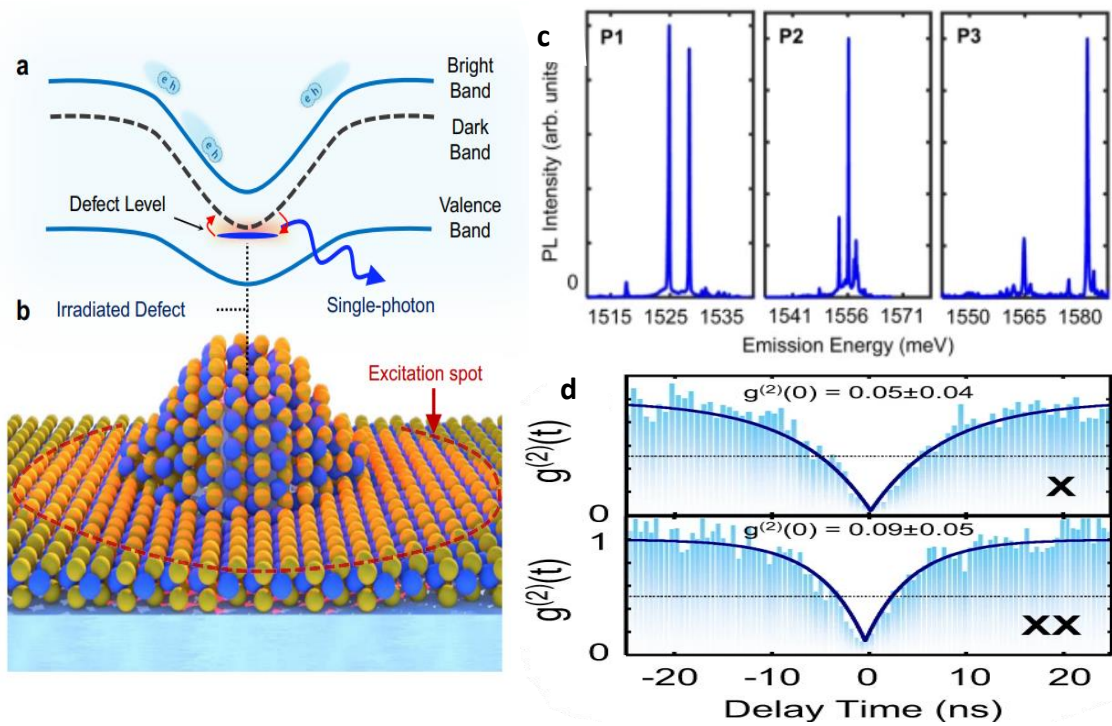 a
Bright
Band
Dark
Band
Defect Level
Valence
Band
e h
e h
e h
Single-photon
Irradiated Defect
b
Excitation spot
c
P1
P2
P3
PL Intensity (arb. units)
0
1515 1525 1535
1541 1556 1571
1550 1565 1580
Emission Energy (meV)
d
g(2)(0) = 0.05±0.04
g(2)(t)
0
X
g(2)(0) = 0.09±0.05
1
g(2)(t)
0
XX
-20 -10 0 10 20
Delay Time (ns)